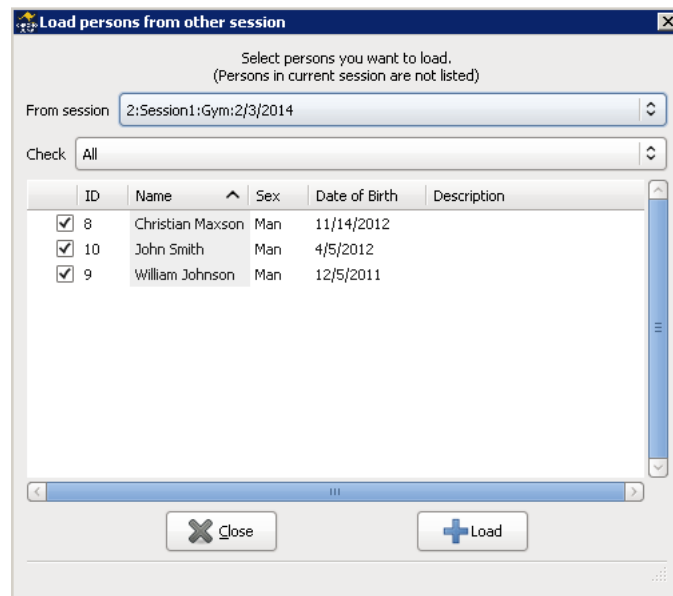 Load persons from other session
Select persons you want to load.
(Persons in current session are not listed)
From session 2:Session1:Gym:2/3/2014
Check All
ID Name Sex Date of Birth Description
8 Christian Maxson Man 11/14/2012
10 John Smith Man 4/5/2012
9 William Johnson Man 12/5/2011
Close Load